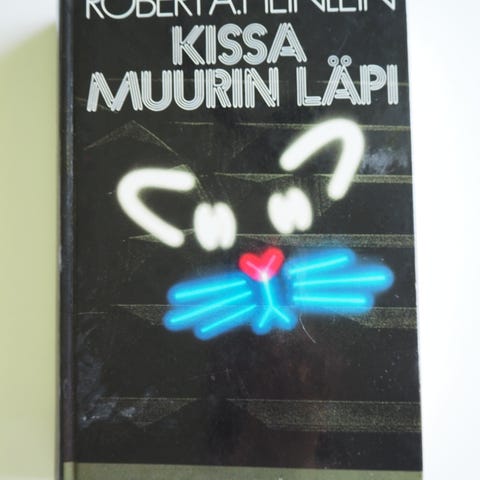 ROBERT A. HEINLEIN
KISSA
MUURIN LÄPI